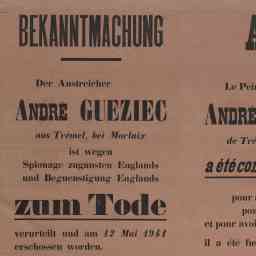 BEKANNTMACHUNG
Der Anstreicher
ANDRE GUEZIEC
aus Trémel, bei Morlaix
ist wegen
Spionage zugunsten Englands
und Beguenstigung Englands
zum Tode
verurteilt und am 12 Mai 1941
erschossen worden.
A
Le Pei
ANDRE
de Tré
a été con
pour
pou
et pour avoi
il a été fu